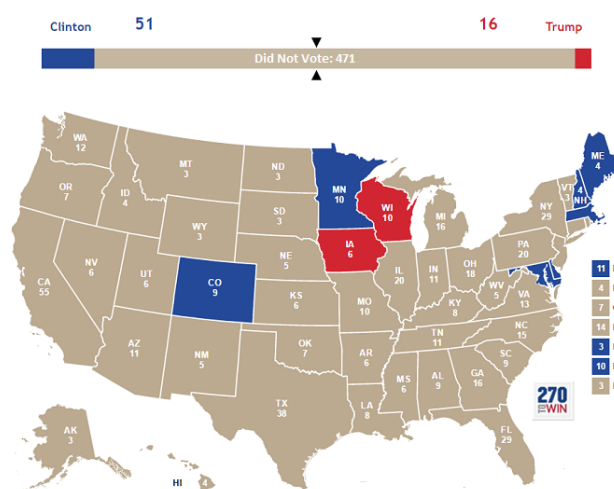 Clinton 51 16 Trump
Did Not Vote: 471
WA
12
OR
7
CA
55
NV
6
ID
4
MT
3
WY
3
UT
6
AZ
11
CO
9
NM
5
ND
3
SD
3
NE
5
KS
6
OK
7
TX
38
MN
10
IA
6
MO
10
AR
6
LA
8
WI
10
IL
20
MI
16
IN
11
OH
18
KY
8
TN
11
MS
6
AL
9
GA
16
FL
29
SC
9
NC
15
VA
13
WV
5
PA
20
NY
29
VT
3
4
NH
ME
4
11
4
7
14
3
10
3
AK
3
HI
4
270
TO
WIN